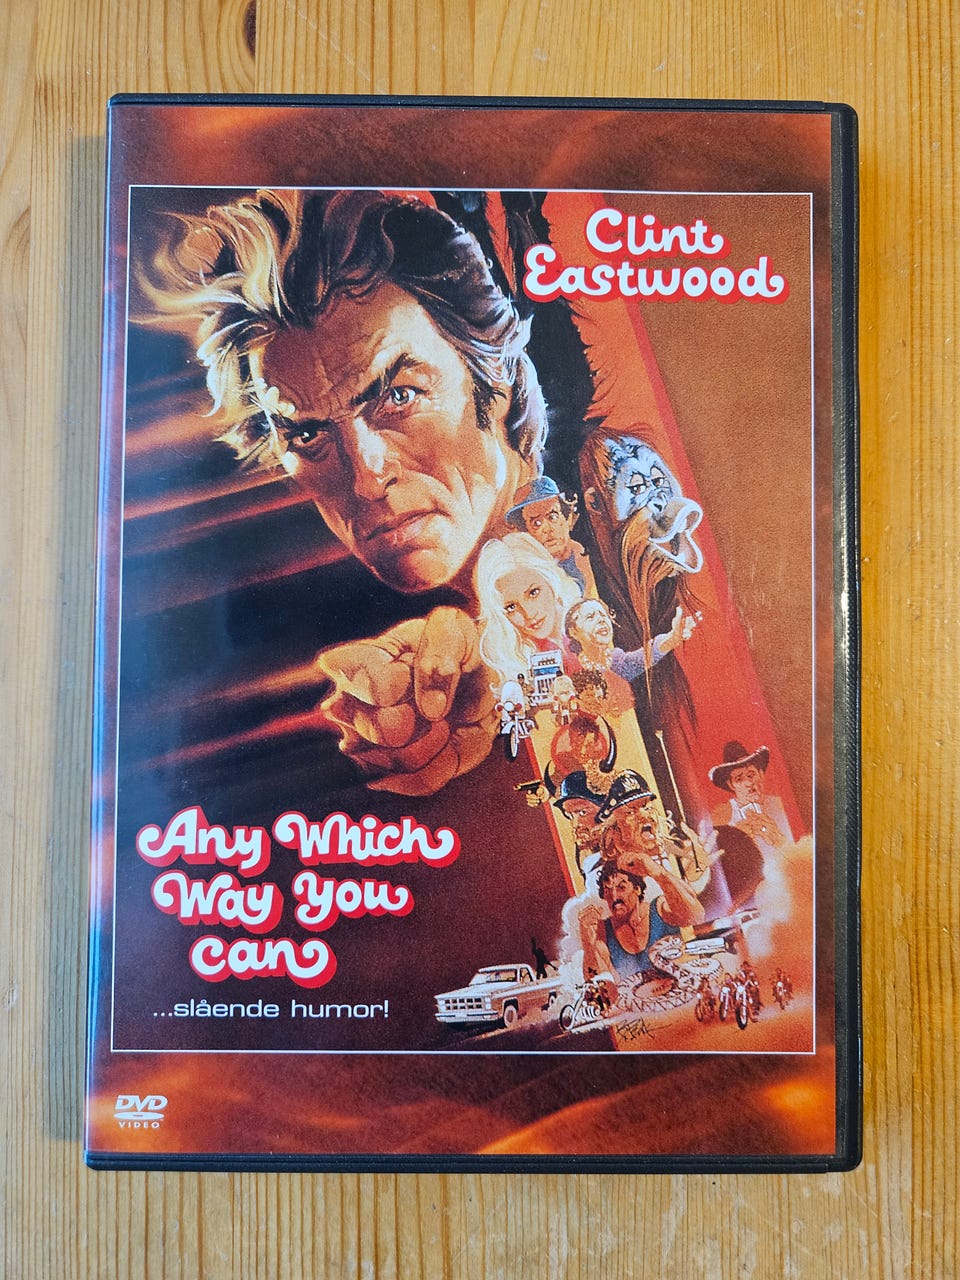 Clint
Eastwood
Any Which
Way You
can
...slående humor!
DVD
VIDEO